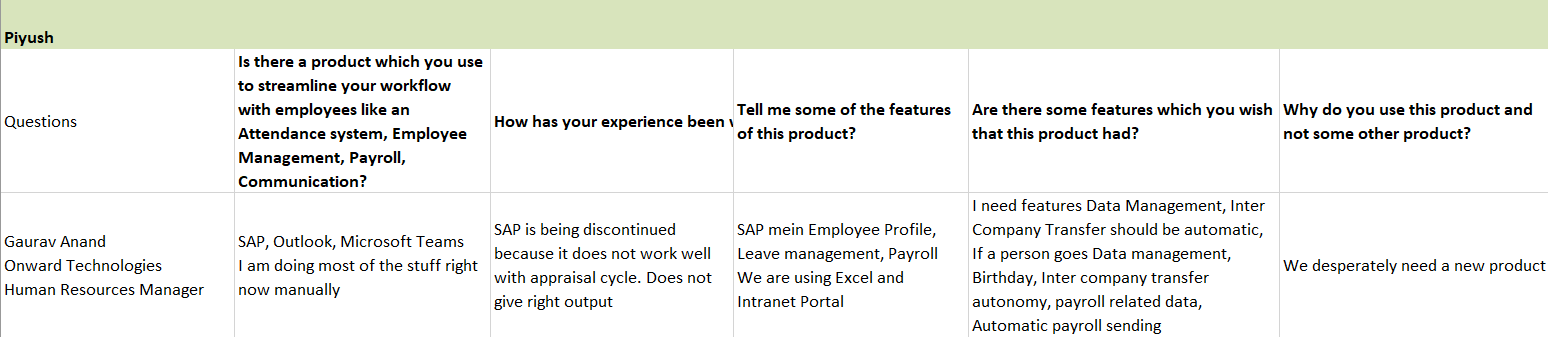 Piyush
Questions
Is there a product which you use
to streamline your workflow
with employees like an
Attendance system, Employee
Management, Payroll,
Communication?
How has your experience been
Tell me some of the features
of this product?
Are there some features which you wish
that this product had?
Why do you use this product and
not some other product?
Gaurav Anand
Onward Technologies
Human Resources Manager
SAP, Outlook, Microsoft Teams
I am doing most of the stuff right
now manually
SAP is being discontinued
because it does not work well
with appraisal cycle. Does not
give right output
SAP mein Employee Profile,
Leave management, Payroll
We are using Excel and
Intranet Portal
I need features Data Management, Inter
Company Transfer should be automatic,
If a person goes Data management,
Birthday, Inter company transfer
autonomy, payroll related data,
Automatic payroll sending
We desperately need a new product